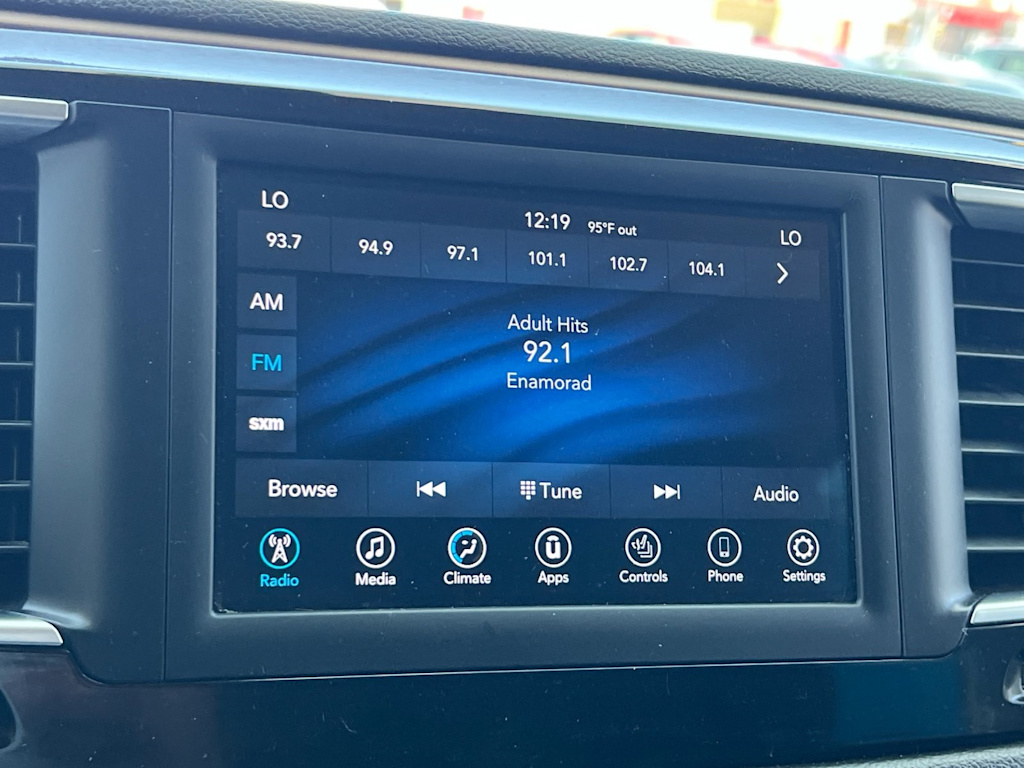 LO
12:19 95°F out
LO
93.7 94.9 97.1 101.1 102.7 104.1
AM
FM
sxm
Adult Hits
92.1
Enamorad
Browse Tune Audio
Radio Media Climate Apps Controls Phone Settings